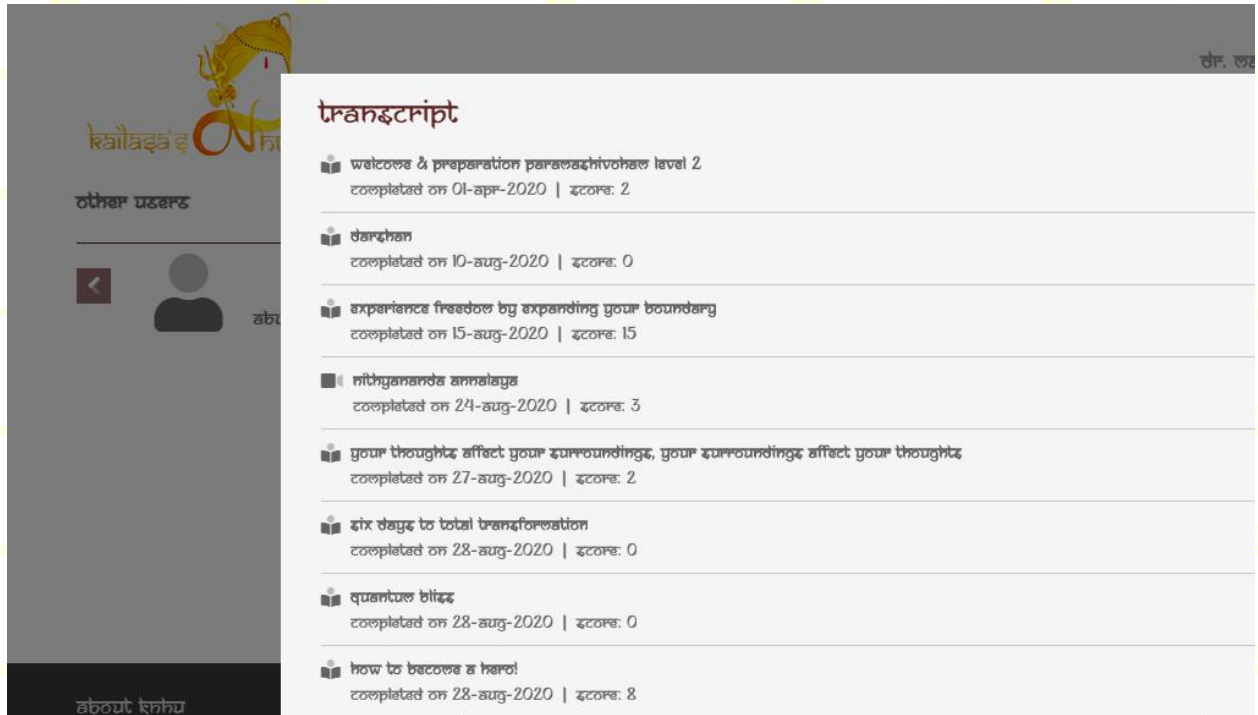 dr. ma
kailasa's Nhu
transcript
welcome & preparation paramashivoham level 2
completed on 01-apr-2020 | score: 2
other users
darshan
completed on 10-aug-2020 | score: 0
experience freedom by expanding your boundary
abu
completed on 15-aug-2020 | score: 15
nithyananda annalaya
completed on 24-aug-2020 | score: 3
your thoughts affect your surroundings, your surroundings affect your thoughts
completed on 27-aug-2020 | score: 2
six days to total transformation
completed on 28-aug-2020 | score: 0
quantum bliss
completed on 28-aug-2020 | score: 0
how to become a hero!
completed on 28-aug-2020 | score: 8
about knhu